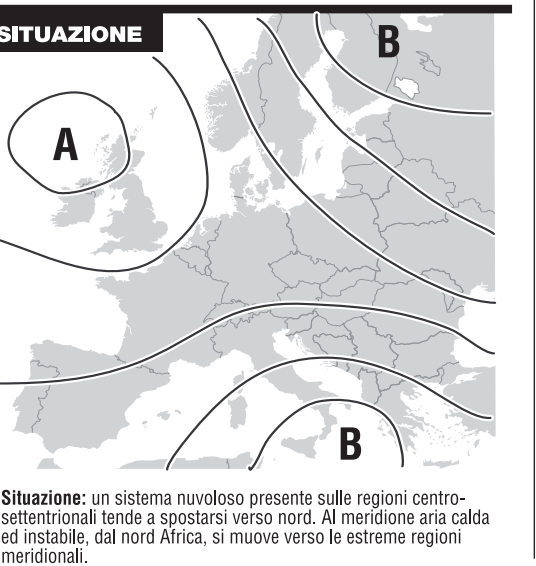 SITUAZIONE
B
A
B
Situazione: un sistema nuvoloso presente sulle regioni centro-
settentrionali tende a spostarsi verso nord. Al meridione aria calda
ed instabile, dal nord Africa, si muove verso le estreme regioni
meridionali.